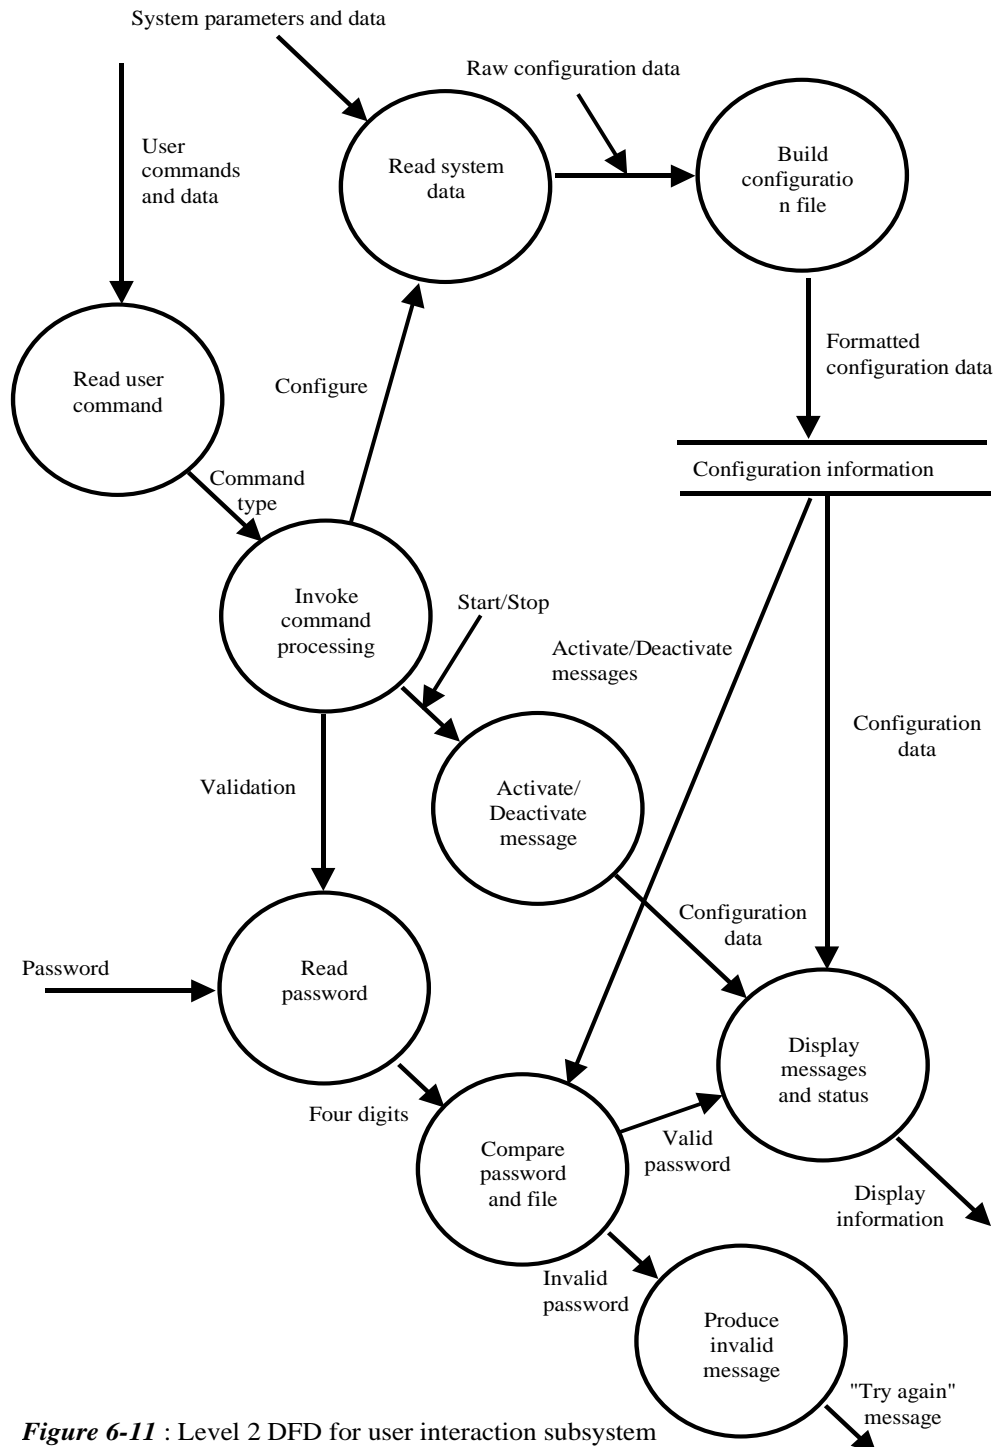 System parameters and data
Raw configuration data
User
commands
and data
Read system
data
Build
configuratio
n file
Formatted
configuration data
Read user
command
Configure
Configuration information
Command
type
Invoke
command
processing
Start/Stop
Activate/Deactivate
messages
Configuration
data
Validation
Activate/
Deactivate
message
Configuration
data
Password
Read
password
Display
messages
and status
Four digits
Compare
password
and file
Valid
password
Display
information
Invalid
password
Produce
invalid
message
"Try again"
message
Figure 6-11 : Level 2 DFD for user interaction subsystem